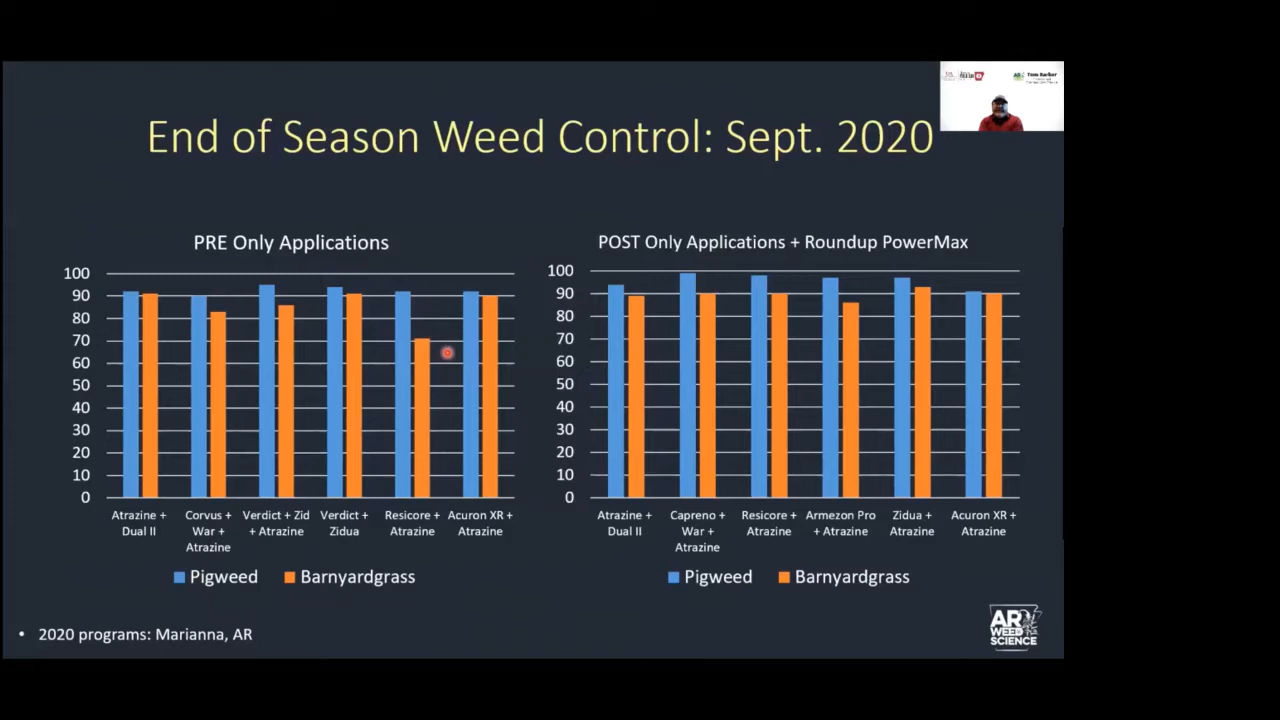 Tom Barber
End of Season Weed Control: Sept. 2020
PRE Only Applications
100
90
80
70
60
50
40
30
20
10
0
Atrazine +
Dual II
Corvus +
War +
Atrazine
Verdict + Zid
+ Atrazine
Verdict +
Zidua
Resicore +
Atrazine
Acuron XR +
Atrazine
Pigweed
Barnyardgrass
POST Only Applications + Roundup PowerMax
100
90
80
70
60
50
40
30
20
10
0
Atrazine +
Dual II
Capreno +
War +
Atrazine
Resicore +
Atrazine
Armezon Pro
+ Atrazine
Zidua +
Atrazine
Acuron XR +
Atrazine
Pigweed
Barnyardgrass
• 2020 programs: Marianna, AR
AR
WEED
SCIENCE